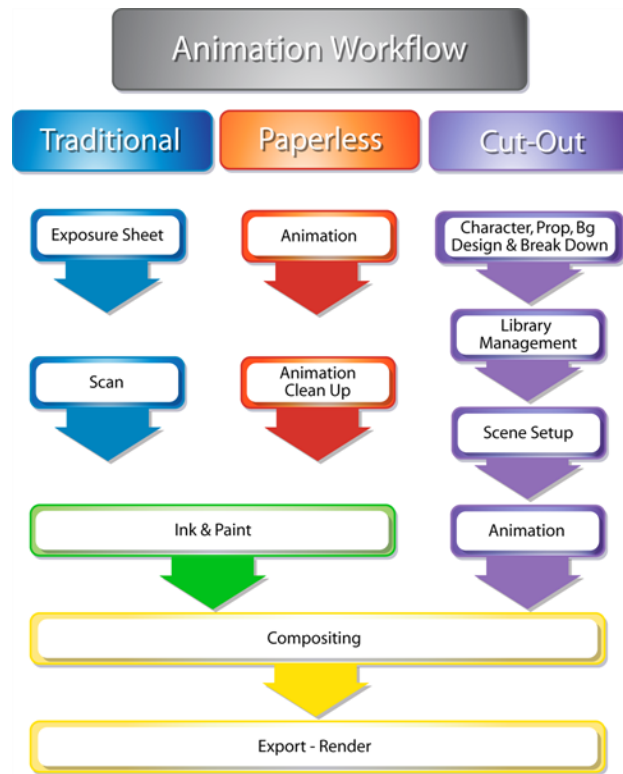 Animation Workflow
Traditional
Paperless
Cut-Out
Exposure Sheet
Animation
Character, Prop, Bg
Design & Break Down
Library
Management
Scan
Animation
Clean Up
Scene Setup
Ink & Paint
Animation
Compositing
Export - Render